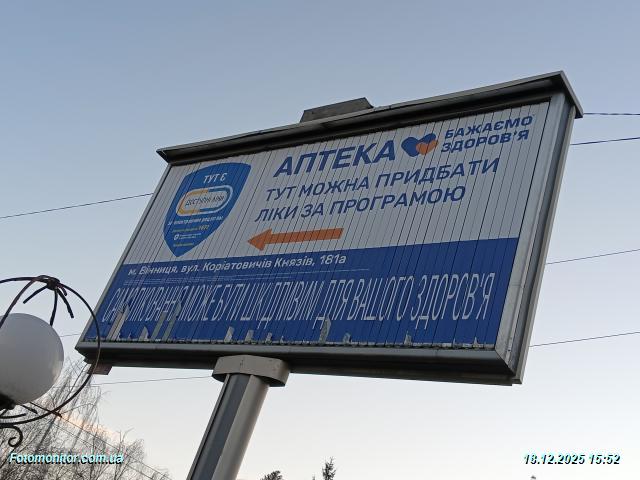 АПТЕКА
БАЖАЄМО
ЗДОРОВ'Я
ТУТ Є
ДОСТУПНІ ЛІКИ
ТУТ МОЖНА ПРИДБАТИ
ЛІКИ ЗА ПРОГРАМОЮ
м. Вінниця, вул. Коріатовичів Князів, 181а
САМОЛІКУВАННЯ МОЖЕ БУТИ ШКІДЛИВИМ ДЛЯ ВАШОГО ЗДОРОВ'Я
Fotomonitor.com.ua
18.12.2025 15:52